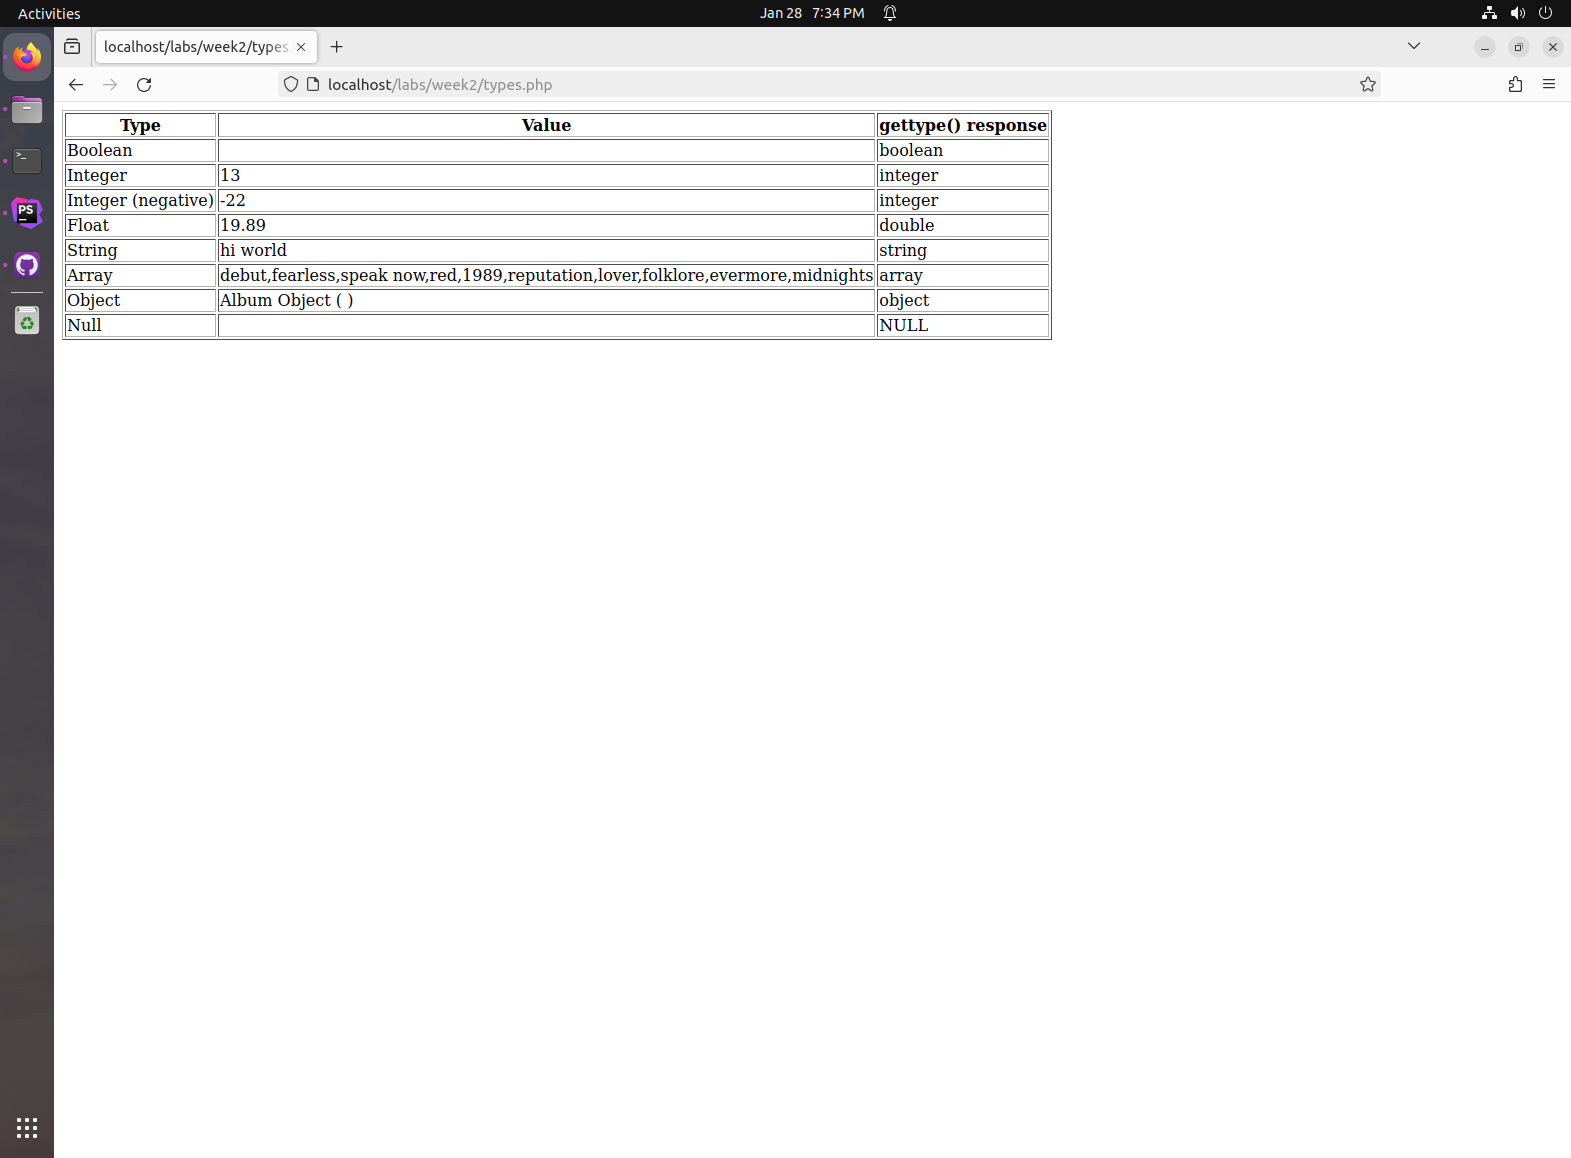 Activities
Jan 28 7:34 PM
localhost/labs/week2/types.
localhost/labs/week2/types.php
Type Value gettype() response
Boolean boolean
Integer 13 integer
Integer (negative) -22 integer
Float 19.89 double
String hi world string
Array debut,fearless,speak now,red,1989,reputation,lover,folklore,evermore,midnights array
Object Album Object ( ) object
Null NULL
PS